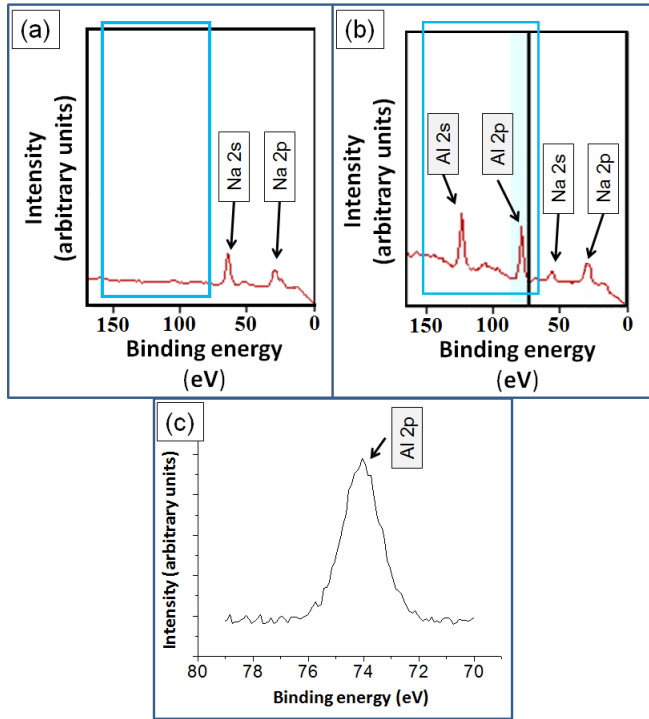 (a)
Intensity
(arbitrary units)
Na 2s
Na 2p
150
100
50
0
Binding energy
(eV)
(b)
Intensity
(arbitrary units)
Al 2s
Al 2p
Na 2s
Na 2p
150
100
50
0
Binding energy
(eV)
(c)
Intensity (arbitrary units)
Al 2p
80
78
76
74
72
70
Binding energy (eV)